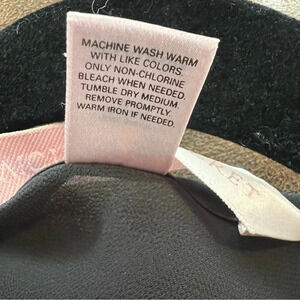 MACHINE WASH WARM
WITH LIKE COLORS.
ONLY NON-CHLORINE
BLEACH WHEN NEEDED.
TUMBLE DRY MEDIUM.
REMOVE PROMPTLY.
WARM IRON IF NEEDED.